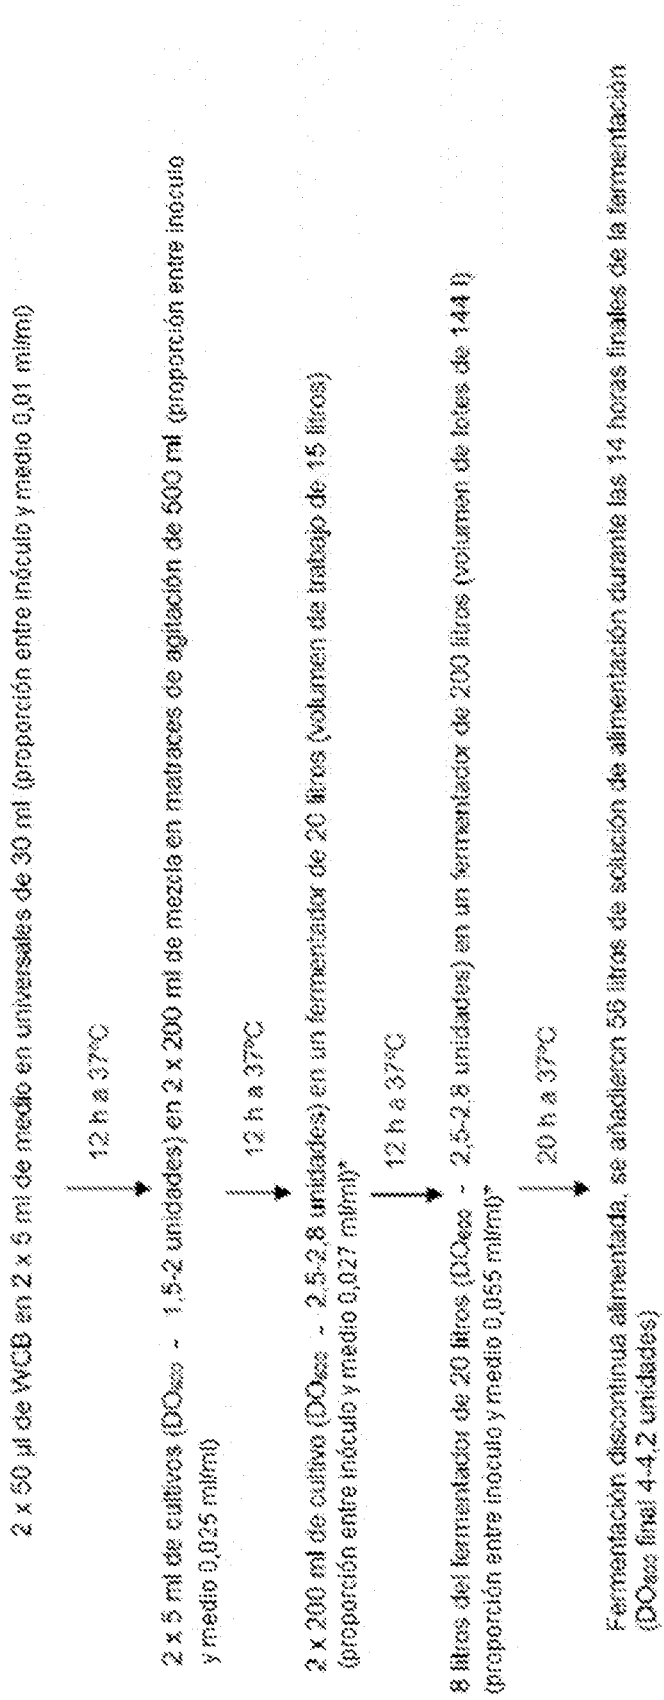 2 x 50 µl de WCB en 2 x 5 ml de medio en universales de 30 ml (proporción entre inóculo y medio 0,01 ml/ml)
12 h a 37°C
2 x 5 ml de cultivos (DO₆₀₀ ~ 1,5-2 unidades) en 2 x 200 ml de mezcla en matraces de agitación de 500 ml (proporción entre inóculo
y medio 0,025 ml/ml)
12 h a 37°C
2 x 200 ml de cultivo (DO₆₀₀ ~ 2,5-2,8 unidades) en un fermentador de 20 litros (volumen de trabajo de 15 litros)
(proporción entre inóculo y medio 0,027 ml/ml)*
12 h a 37°C
8 litros del fermentador de 20 litros (DO₆₀₀ ~ 2,5-2,8 unidades) en un fermentador de 200 litros (volumen de lotes de 144 l)
(proporción entre inóculo y medio 0,055 ml/ml)*
20 h a 37°C
Fermentación discontinua alimentada, se añadieron 56 litros de solución de alimentación durante las 14 horas finales de la fermentación
(DO₆₀₀ final 4-4,2 unidades)